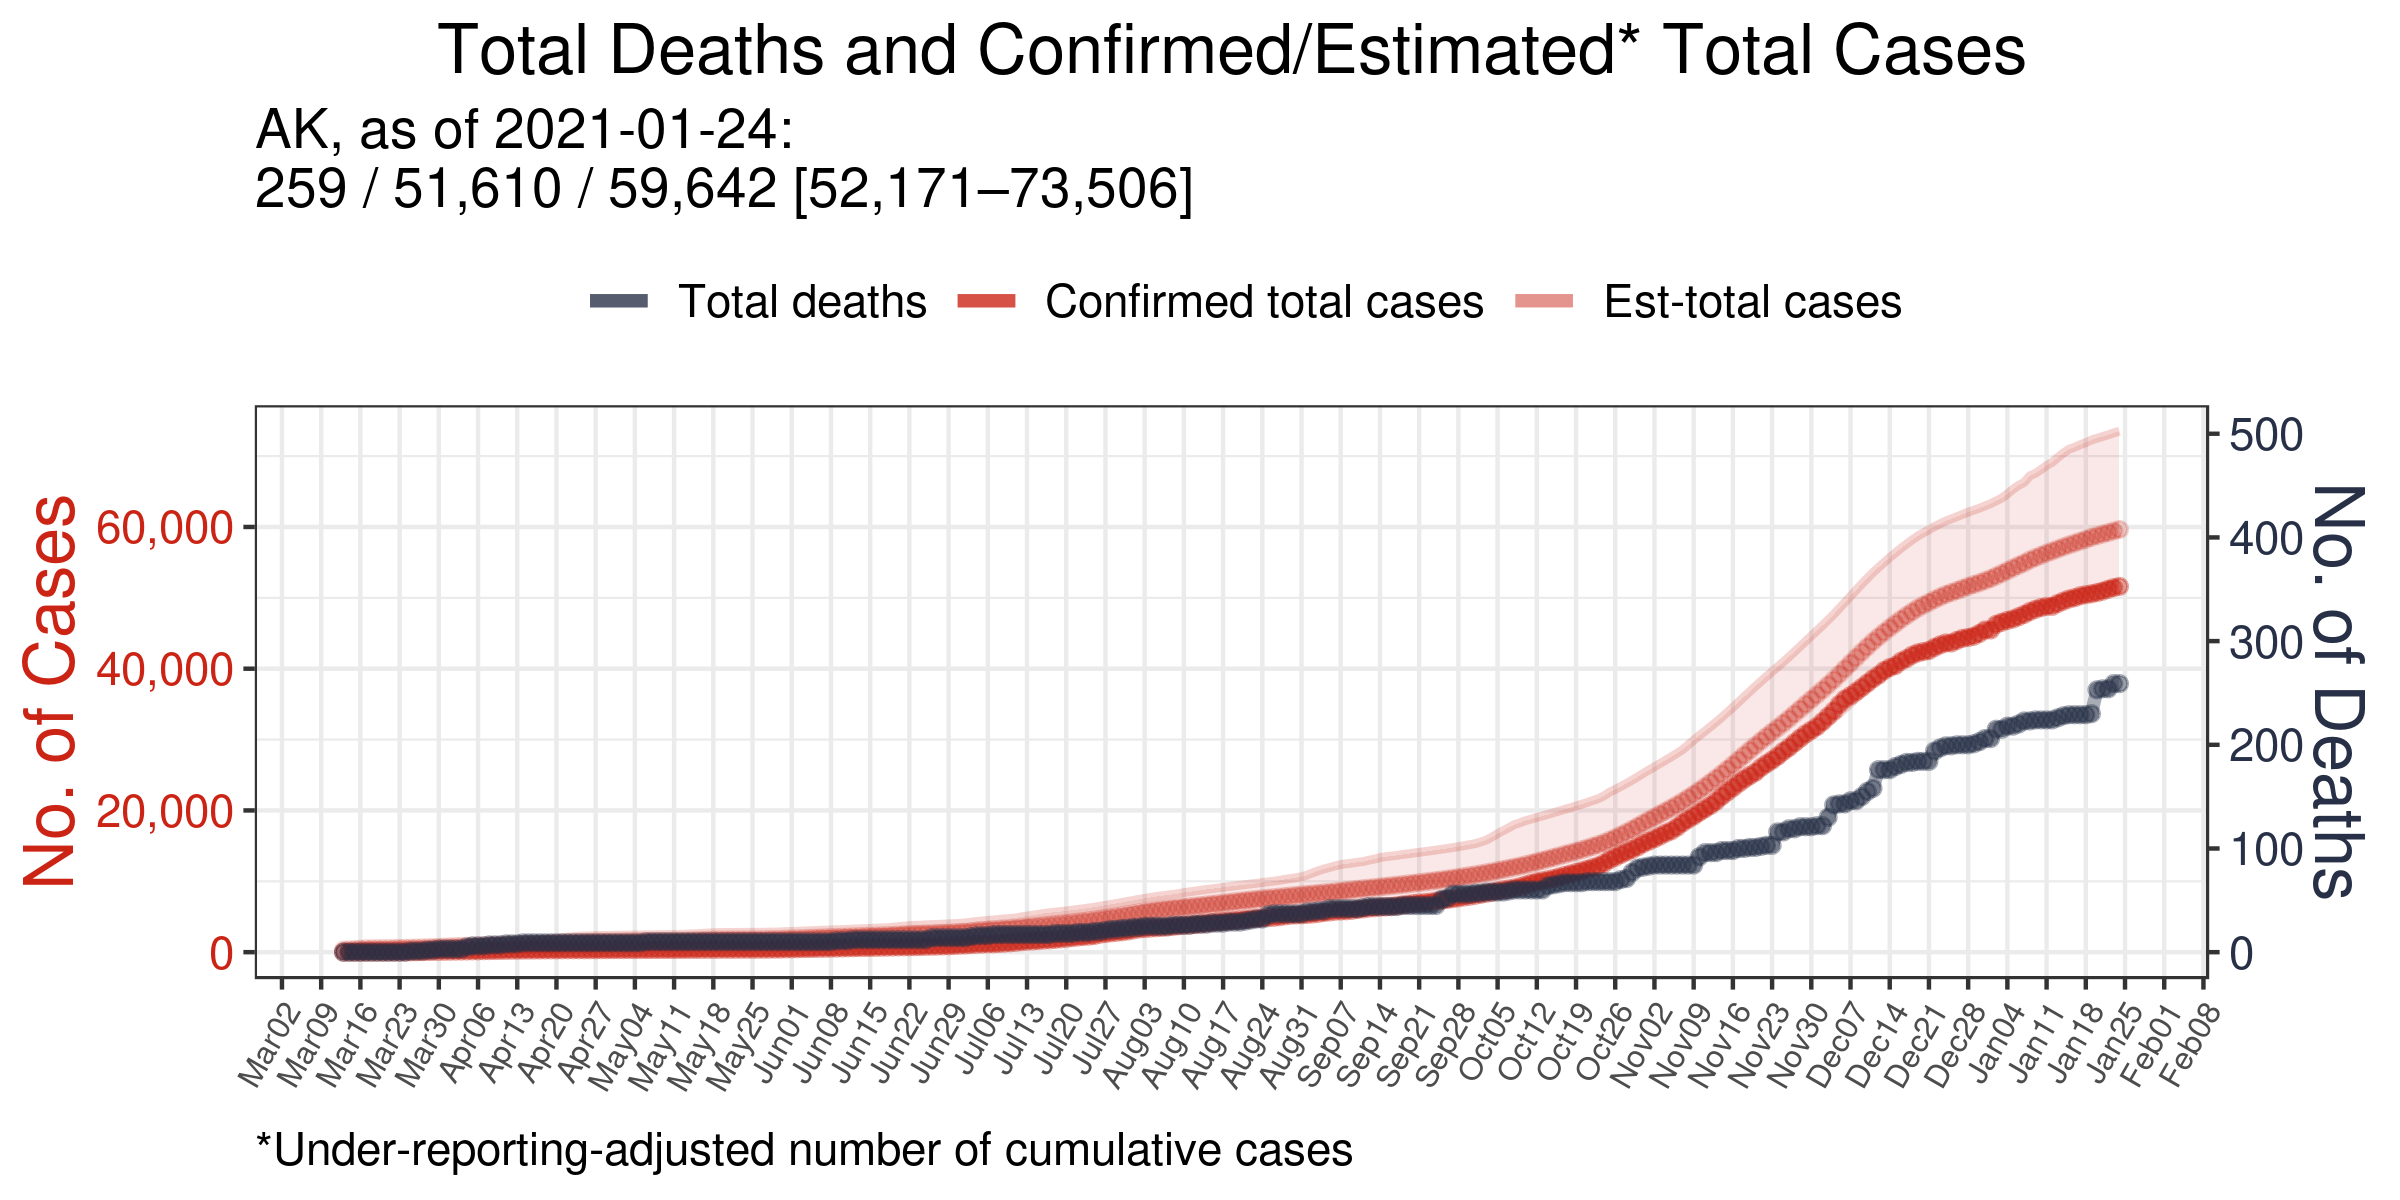 Total Deaths and Confirmed/Estimated* Total Cases
AK, as of 2021-01-24:
259 / 51,610 / 59,642 [52,171–73,506]
Total deaths
Confirmed total cases
Est-total cases
No. of Cases
60,000
40,000
20,000
0
500
400
300
200
100
0
No. of Deaths
Mar02
Mar09
Mar16
Mar23
Mar30
Apr06
Apr13
Apr20
Apr27
May04
May11
May18
May25
Jun01
Jun08
Jun15
Jun22
Jun29
Jul06
Jul13
Jul20
Jul27
Aug03
Aug10
Aug17
Aug24
Aug31
Sep07
Sep14
Sep21
Sep28
Oct05
Oct12
Oct19
Oct26
Nov02
Nov09
Nov16
Nov23
Nov30
Dec07
Dec14
Dec21
Dec28
Jan04
Jan11
Jan18
Jan25
Feb01
Feb08
*Under-reporting-adjusted number of cumulative cases